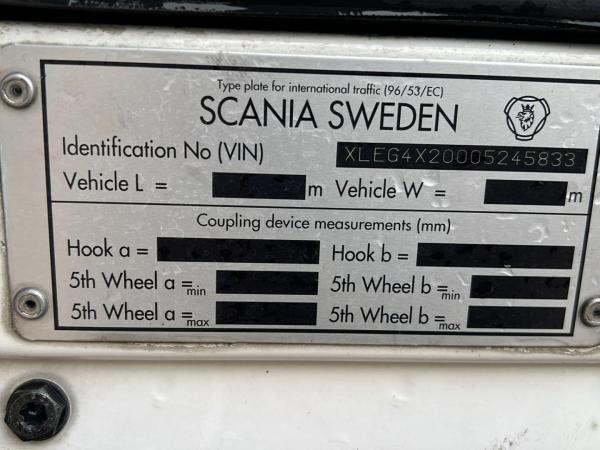 Type plate for international traffic (96/53/EC)
SCANIA SWEDEN
Identification No (VIN) XLEG4X20005245833
Vehicle L = m Vehicle W = m
Coupling device measurements (mm)
Hook a = Hook b =
5th Wheel a =min 5th Wheel b =min
5th Wheel a =max 5th Wheel b =max